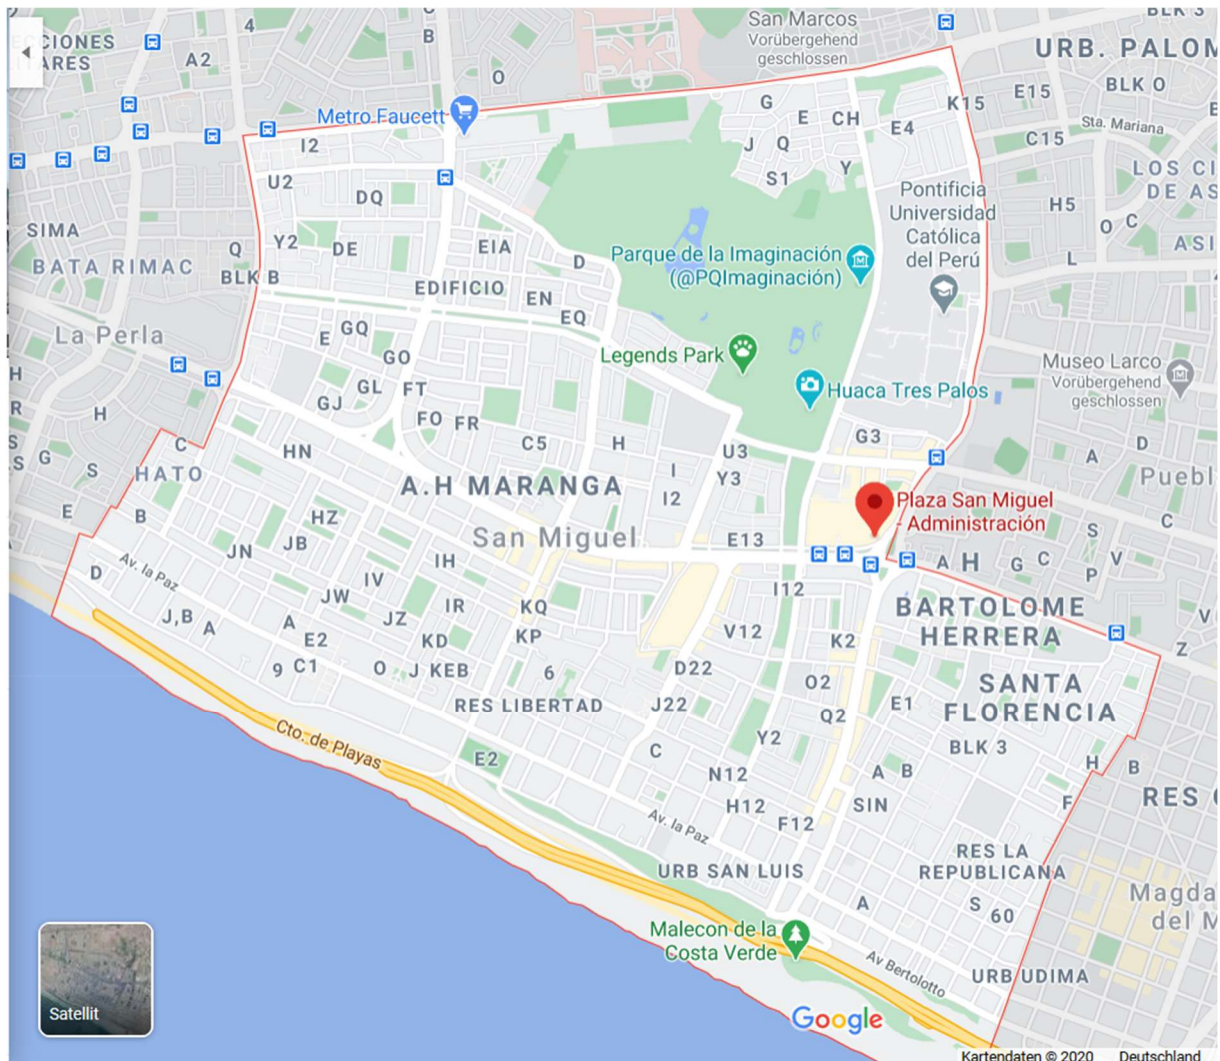 San Marcos
Vorübergehend
geschlossen
BLK 3
4
B
A2
O
URB. PALOM
BLK O
E15
K15
Sta. Mariana
C15
Metro Faucett
I2
G
E
CH
E4
J
Q
S1
Y
LOS CI
DE AS
U2
DQ
Pontificia
Universidad
Católica
del Perú
H5
O
C
SIMA
Q
Y2
DE
EIA
D
Parque de la Imaginación
(@PQImaginación)
L
ASI
BATA RIMAC
BLK B
EDIFICIO
EN
EQ
La Perla
E
GQ
GO
Legends Park
Museo Larco
Vorübergehend
geschlossen
GL
FT
GJ
Huaca Tres Palos
H
R
H
FO
FR
C5
H
U3
G3
D
S
G
S
C
HN
I
Y3
A
Puebl
HATO
A.H MARANGA
I2
Plaza San Miguel
- Administración
E
B
HZ
San Miguel
E13
S
C
JN
JB
IH
A
H
G
C
V
P
D
Av. la Paz
IV
I12
JW
IR
KQ
BARTOLOME
HERRERA
J,B
A
A
JZ
KP
V12
K2
E2
KD
Z
9
C1
O
J
KEB
6
D22
O2
SANTA
FLORENCIA
RES LIBERTAD
J22
Q2
E1
Cto. de Playas
E2
C
Y2
BLK 3
N12
A
B
H
B
H12
SIN
F
RES
Av. la Paz
F12
URB SAN LUIS
RES LA
REPUBLICANA
A
S
60
Magda
del M
Malecon de la
Costa Verde
Av Bertolotto
URB UDIMA
Satellit
Google
Kartendaten © 2020
Deutschland